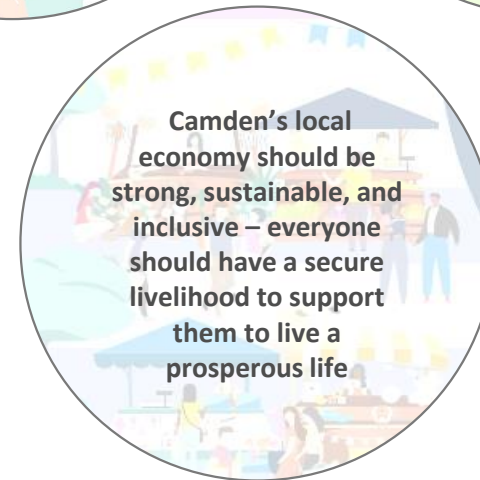 Camden's local
economy should be
strong, sustainable, and
inclusive – everyone
should have a secure
livelihood to support
them to live a
prosperous life